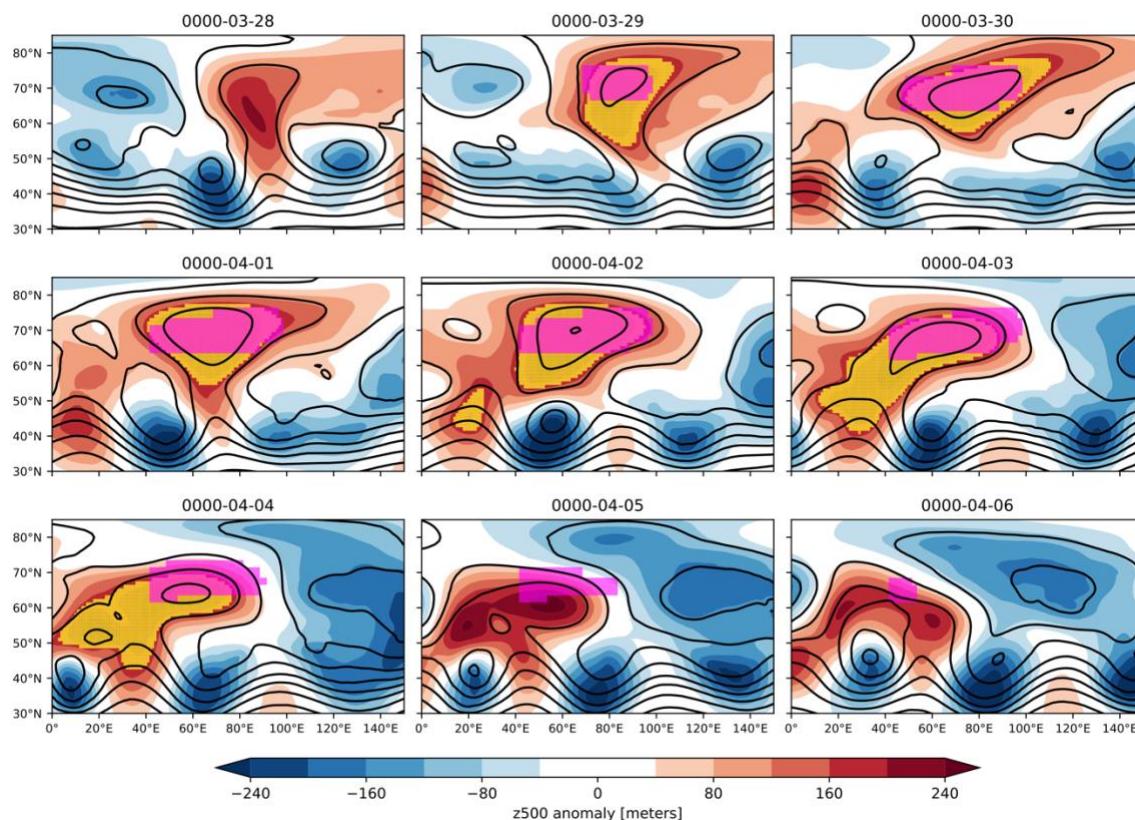 0000-03-28 0000-03-29 0000-03-30
80°N
70°N
60°N
50°N
40°N
30°N
0000-04-01 0000-04-02 0000-04-03
80°N
70°N
60°N
50°N
40°N
30°N
0000-04-04 0000-04-05 0000-04-06
80°N
70°N
60°N
50°N
40°N
30°N
0° 20°E 40°E 60°E 80°E 100°E 120°E 140°E 0° 20°E 40°E 60°E 80°E 100°E 120°E 140°E 0° 20°E 40°E 60°E 80°E 100°E 120°E 140°E
−240 −160 −80 0 80 160 240
z500 anomaly [meters]